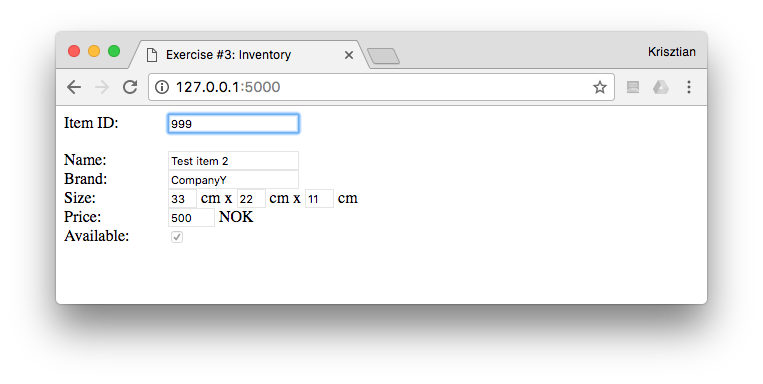 Exercise #3: Inventory
Krisztian
127.0.0.1:5000
Item ID: 999
Name: Test item 2
Brand: CompanyY
Size: 33 cm x 22 cm x 11 cm
Price: 500 NOK
Available: